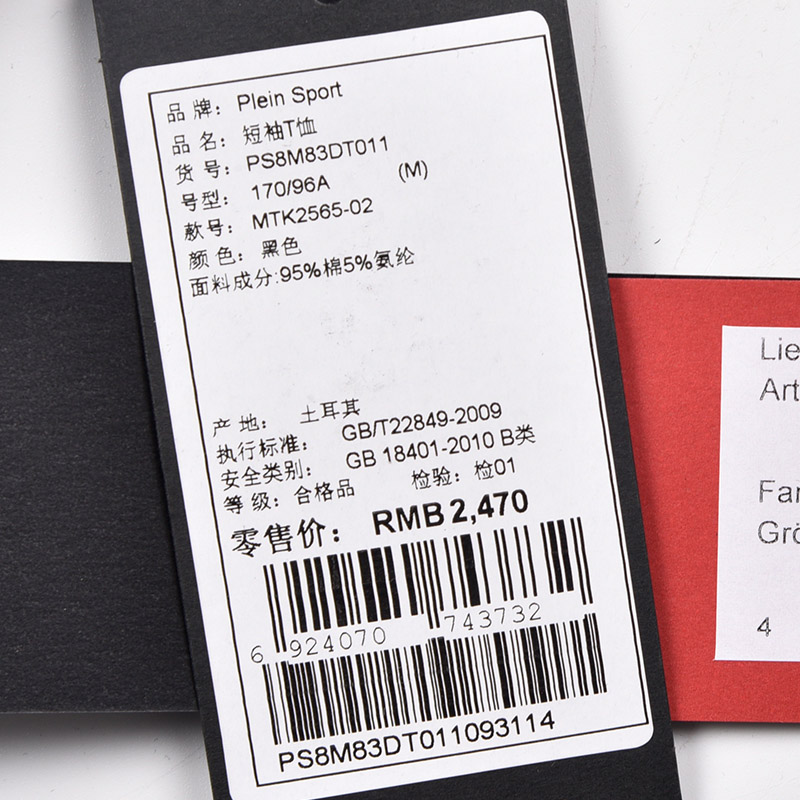 品 牌： Plein Sport
品 名： 短袖T恤
货 号： PS8M83DT011
号型： 170/96A (M)
款号： MTK2565-02
颜 色： 黑色
面料成分:95%棉5%氨纶
产 地： 土耳其
执行标准： GB/T22849-2009
安全类别： GB 18401-2010 B类
等 级：合格品 检验：检01
零售价： RMB 2,470
6 924070 743732
PS8M83DT011093114
Lie
Art
Far
Grö
4